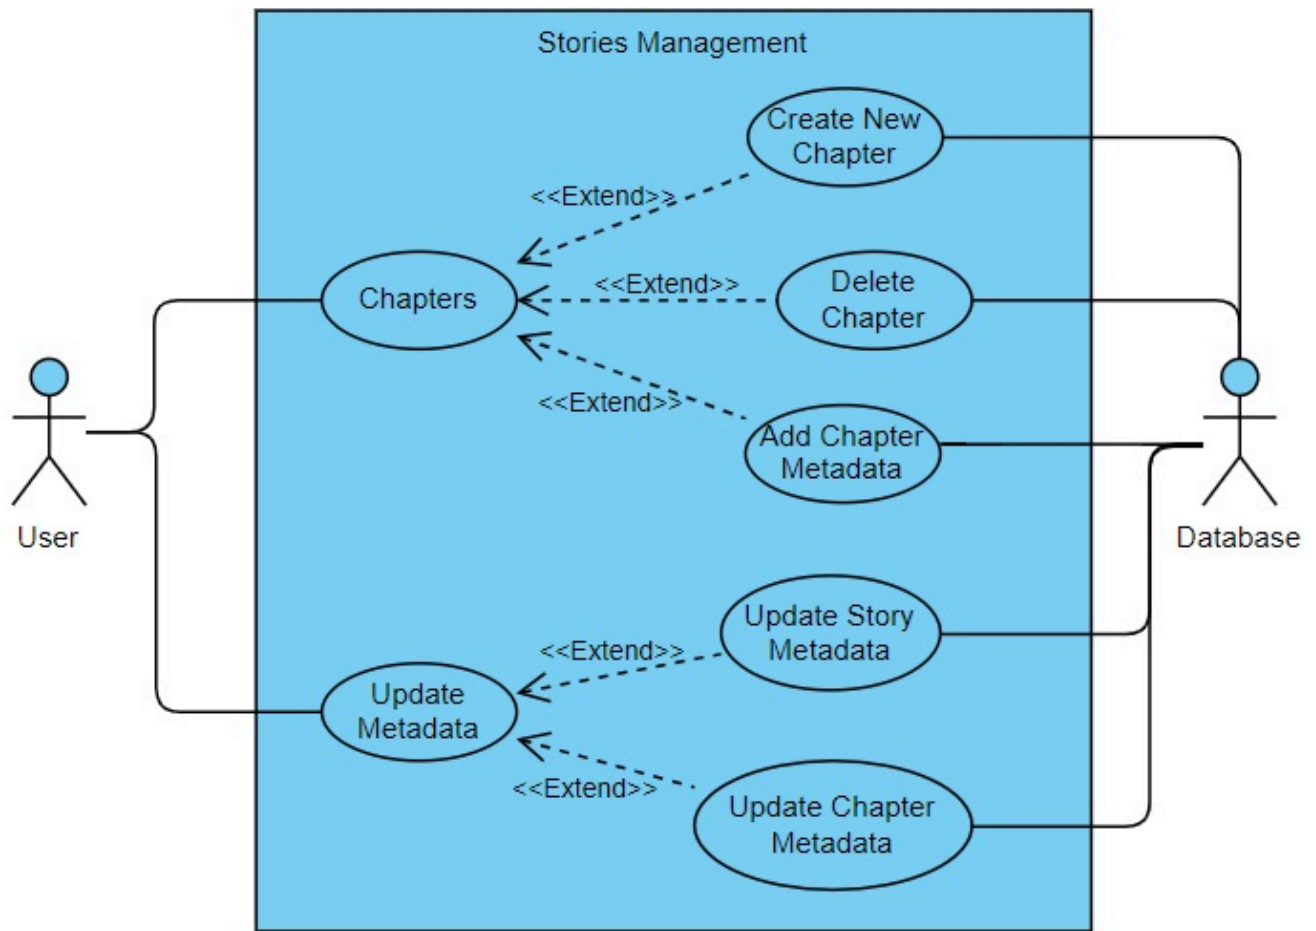 Stories Management
Create New
Chapter
<<Extend>>
<<Extend>>
Delete
Chapter
Chapters
<<Extend>>
Add Chapter
Metadata
User
Database
Update Story
Metadata
<<Extend>>
Update
Metadata
<<Extend>>
Update Chapter
Metadata